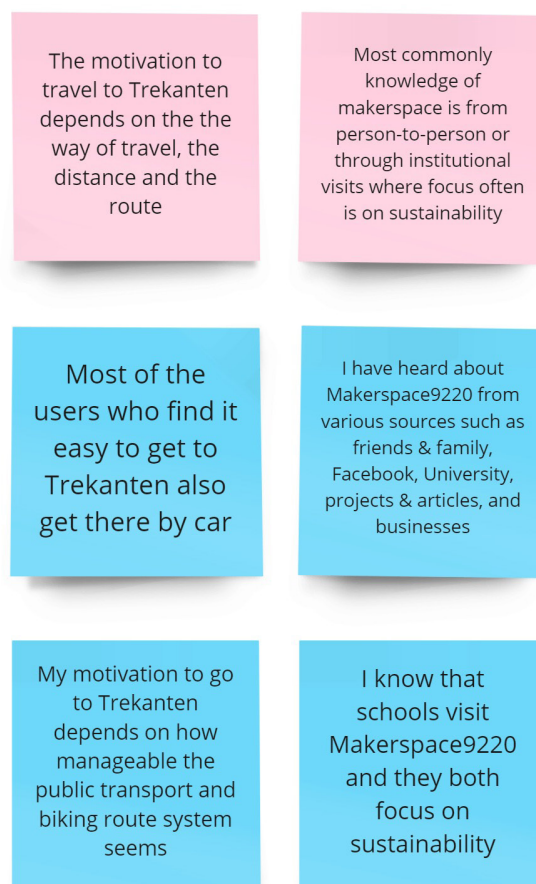 The motivation to
travel to Trekanten
depends on the the
way of travel, the
distance and the
route
Most commonly
knowledge of
makerspace is from
person-to-person or
through institutional
visits where focus often
is on sustainability
Most of the
users who find it
easy to get to
Trekanten also
get there by car
I have heard about
Makerspace9220 from
various sources such as
friends & family,
Facebook, University,
projects & articles, and
businesses
My motivation to go
to Trekanten
depends on how
manageable the
public transport and
biking route system
seems
I know that
schools visit
Makerspace9220
and they both
focus on
sustainability